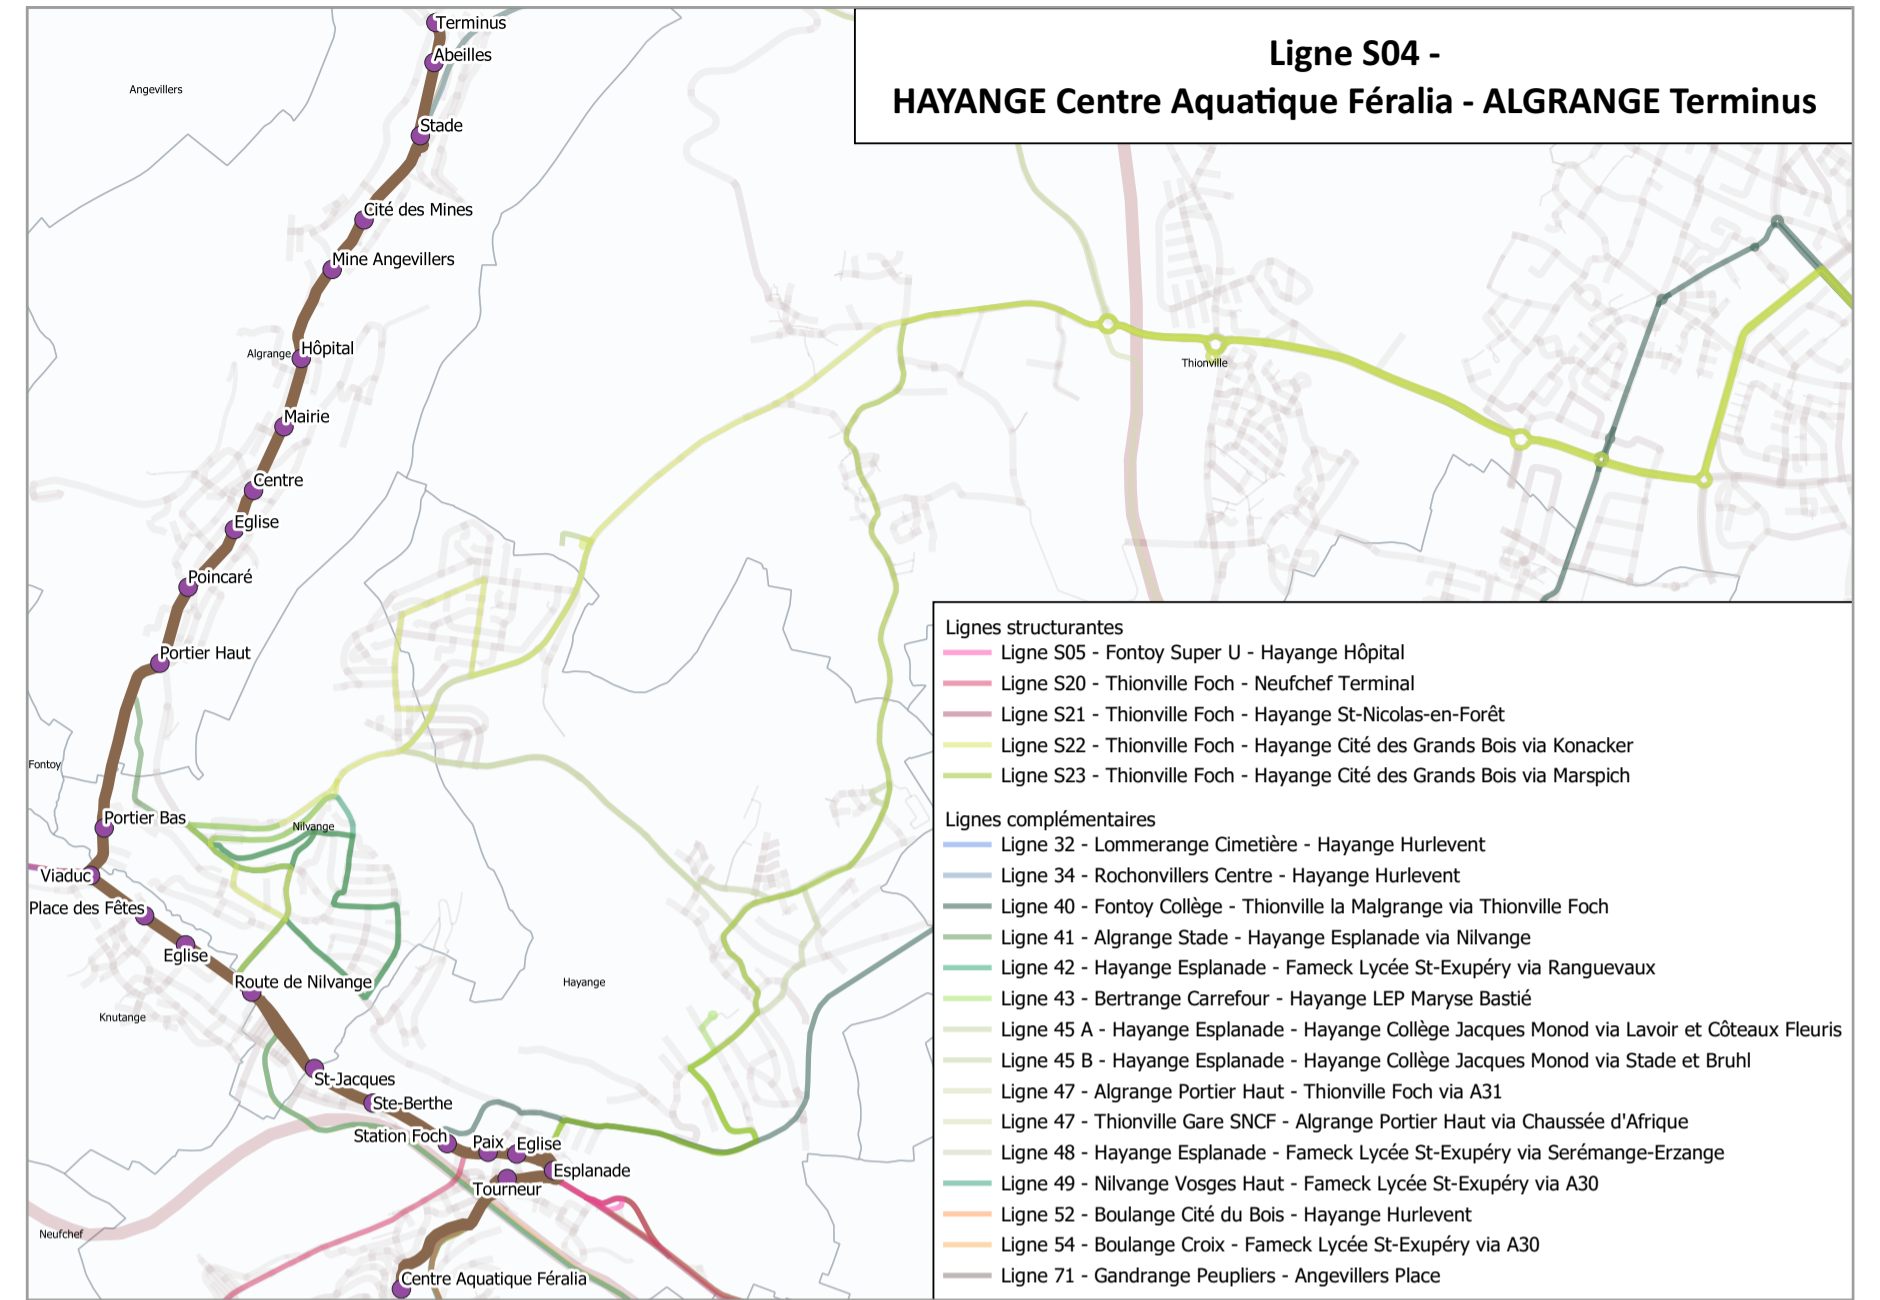 Ligne S04 -
HAYANGE Centre Aquatique Féralia - ALGRANGE Terminus
Terminus
Abeilles
Angevillers
Stade
Cité des Mines
Mine Angevillers
Algrange
Hôpital
Thionville
Mairie
Centre
Eglise
Poincaré
Portier Haut
Fontoy
Portier Bas
Nilvange
Viaduc
Place des Fêtes
Eglise
Route de Nilvange
Hayange
Knutange
St-Jacques
Ste-Berthe
Station Foch
Paix
Eglise
Esplanade
Tourneur
Neufchef
Centre Aquatique Féralia
Lignes structurantes
Ligne S05 - Fontoy Super U - Hayange Hôpital
Ligne S20 - Thionville Foch - Neufchef Terminal
Ligne S21 - Thionville Foch - Hayange St-Nicolas-en-Forêt
Ligne S22 - Thionville Foch - Hayange Cité des Grands Bois via Konacker
Ligne S23 - Thionville Foch - Hayange Cité des Grands Bois via Marspich
Lignes complémentaires
Ligne 32 - Lommerange Cimetière - Hayange Hurlevent
Ligne 34 - Rochonvillers Centre - Hayange Hurlevent
Ligne 40 - Fontoy Collège - Thionville la Malgrange via Thionville Foch
Ligne 41 - Algrange Stade - Hayange Esplanade via Nilvange
Ligne 42 - Hayange Esplanade - Fameck Lycée St-Exupéry via Ranguevaux
Ligne 43 - Bertrange Carrefour - Hayange LEP Maryse Bastié
Ligne 45 A - Hayange Esplanade - Hayange Collège Jacques Monod via Lavoir et Côteaux Fleuris
Ligne 45 B - Hayange Esplanade - Hayange Collège Jacques Monod via Stade et Bruhl
Ligne 47 - Algrange Portier Haut - Thionville Foch via A31
Ligne 47 - Thionville Gare SNCF - Algrange Portier Haut via Chaussée d'Afrique
Ligne 48 - Hayange Esplanade - Fameck Lycée St-Exupéry via Serémange-Erzange
Ligne 49 - Nilvange Vosges Haut - Fameck Lycée St-Exupéry via A30
Ligne 52 - Boulange Cité du Bois - Hayange Hurlevent
Ligne 54 - Boulange Croix - Fameck Lycée St-Exupéry via A30
Ligne 71 - Gandrange Peupliers - Angevillers Place